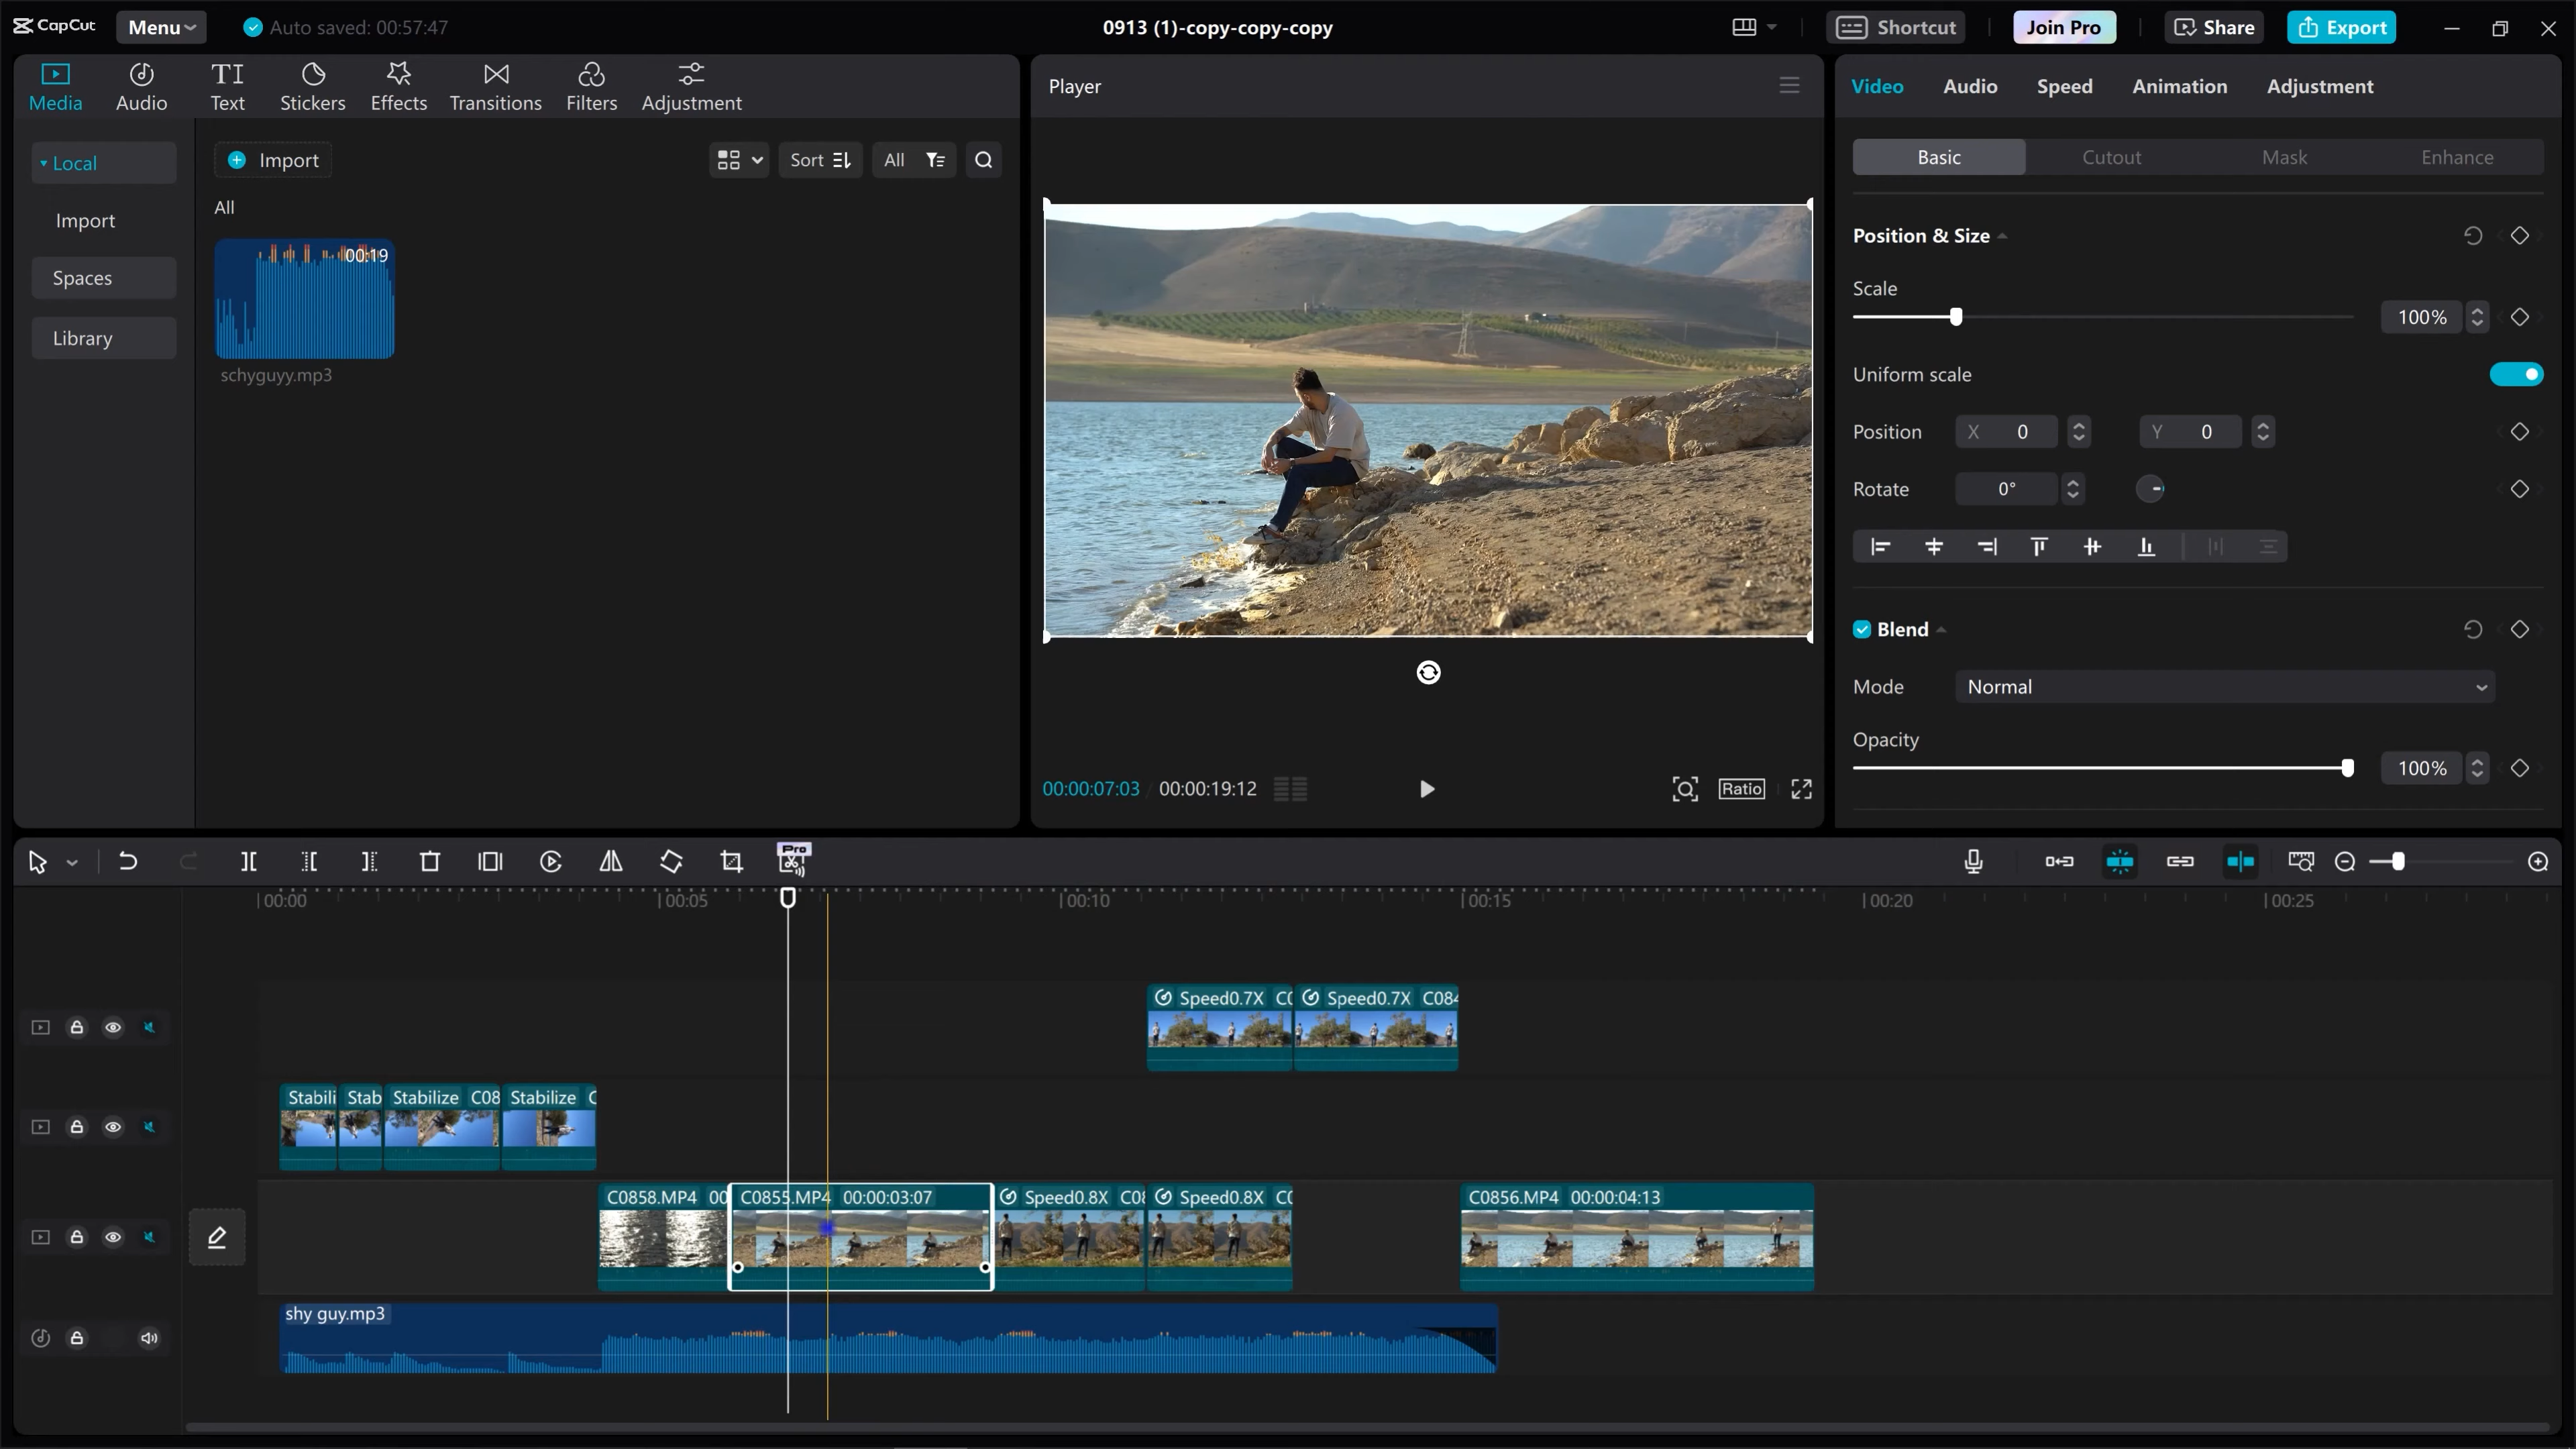 CapCut Menu Auto saved: 00:57:47 0913 (1)-copy-copy-copy Shortcut Join Pro Share Export
Media Audio Text Stickers Effects Transitions Filters Adjustment
Local
Import
Spaces
Library
Import Sort All
All
00:19
schyguyy.mp3
Player
00:00:07:03 00:00:19:12 Ratio
Video Audio Speed Animation Adjustment
Basic Cutout Mask Enhance
Position & Size
Scale
100%
Uniform scale
Position X 0 Y 0
Rotate 0°
Blend
Mode Normal
Opacity
100%
Pro
00:00 00:05 00:10 00:15 00:20 00:25
Speed0.7X C0 Speed0.7X C084
Stabili Stab Stabilize C08 Stabilize C
C0858.MP4 00 C0855.MP4 00:00:03:07 Speed0.8X C08 Speed0.8X C0 C0856.MP4 00:00:04:13
shy guy.mp3